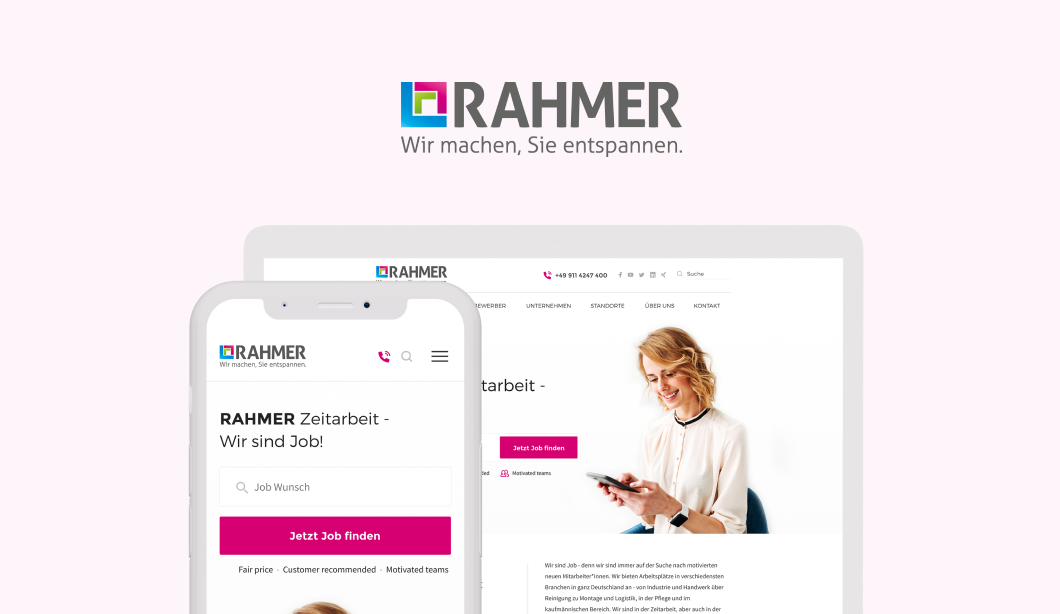 RAHMER
Wir machen, Sie entspannen.
RAHMER
+49 911 4247 400
Suche
UNTERNEHMEN
STANDORTE
ÜBER UNS
KONTAKT
RAHMER
Wir machen, Sie entspannen.
RAHMER Zeitarbeit -
Wir sind Job!
Job Wunsch
Jetzt Job finden
Fair price · Customer recommended · Motivated teams
tarbeit -
Jetzt Job finden
Motivated teams
Wir sind Job - denn wir sind immer auf der Suche nach motivierten
neuen Mitarbeiter*innen. Wir bieten Arbeitsplätze in verschiedensten
Branchen in ganz Deutschland an - von Industrie und Handwerk über
Reinigung zu Montage und Logistik, in der Pflege und im
kaufmännischen Bereich. Wir sind in der Zeitarbeit, aber auch in der